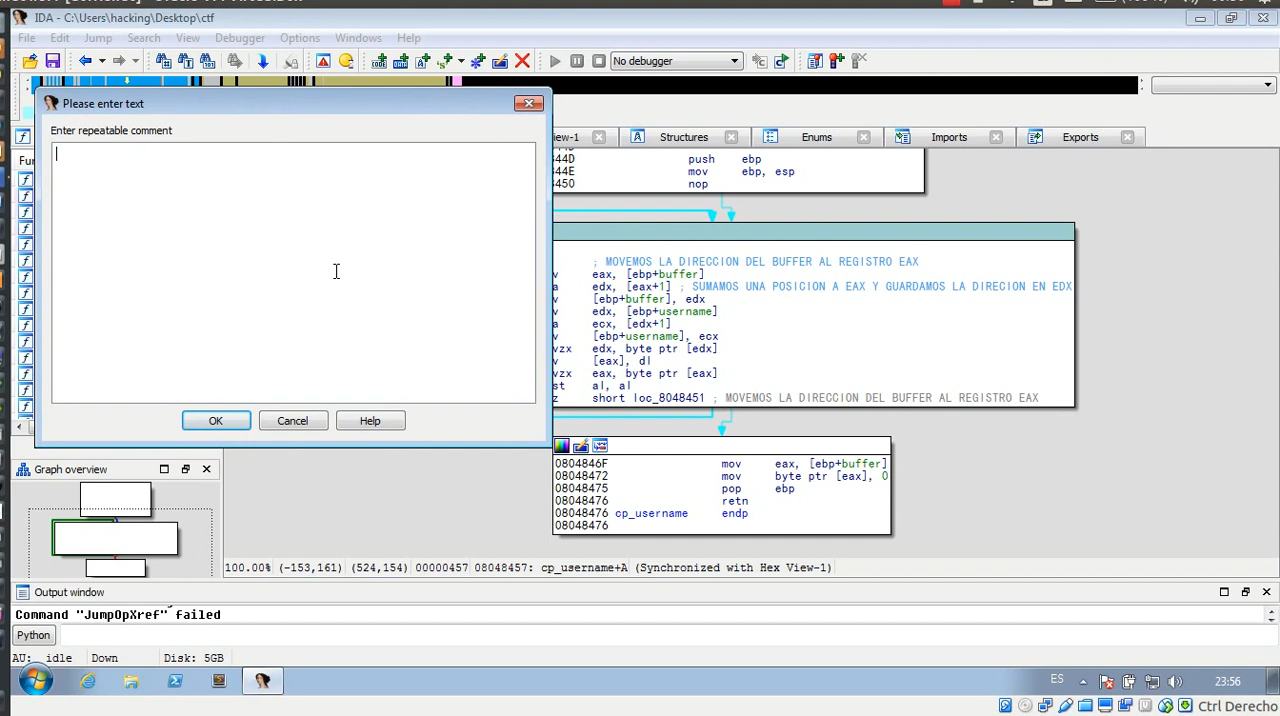 IDA - C:\Users\hacking\Desktop\ctf
File Edit Jump Search View Debugger Options Windows Help
No debugger
Please enter text
Enter repeatable comment
OK Cancel Help
Structures
Enums
Imports
Exports
push ebp
mov ebp, esp
450 nop
; MOVEMOS LA DIRECCION DEL BUFFER AL REGISTRO EAX
eax, [ebp+buffer]
edx, [eax+1] ; SUMAMOS UNA POSICION A EAX Y GUARDAMOS LA DIRECION EN EDX
[ebp+buffer], edx
edx, [ebp+username]
ecx, [edx+1]
[ebp+username], ecx
vzx edx, byte ptr [edx]
[eax], dl
vzx eax, byte ptr [eax]
st al, al
z short loc_8048451 ; MOVEMOS LA DIRECCION DEL BUFFER AL REGISTRO EAX
0804846F mov eax, [ebp+buffer]
08048472 mov byte ptr [eax], 0
08048475 pop ebp
08048476 retn
08048476 cp_username endp
08048476
Graph overview
100.00% (-153,161) (524,154) 00000457 08048457: cp_username+A (Synchronized with Hex View-1)
Output window
Command "JumpOpXref" failed
Python
AU: idle Down Disk: 5GB
ES 23:56
Ctrl Derecho